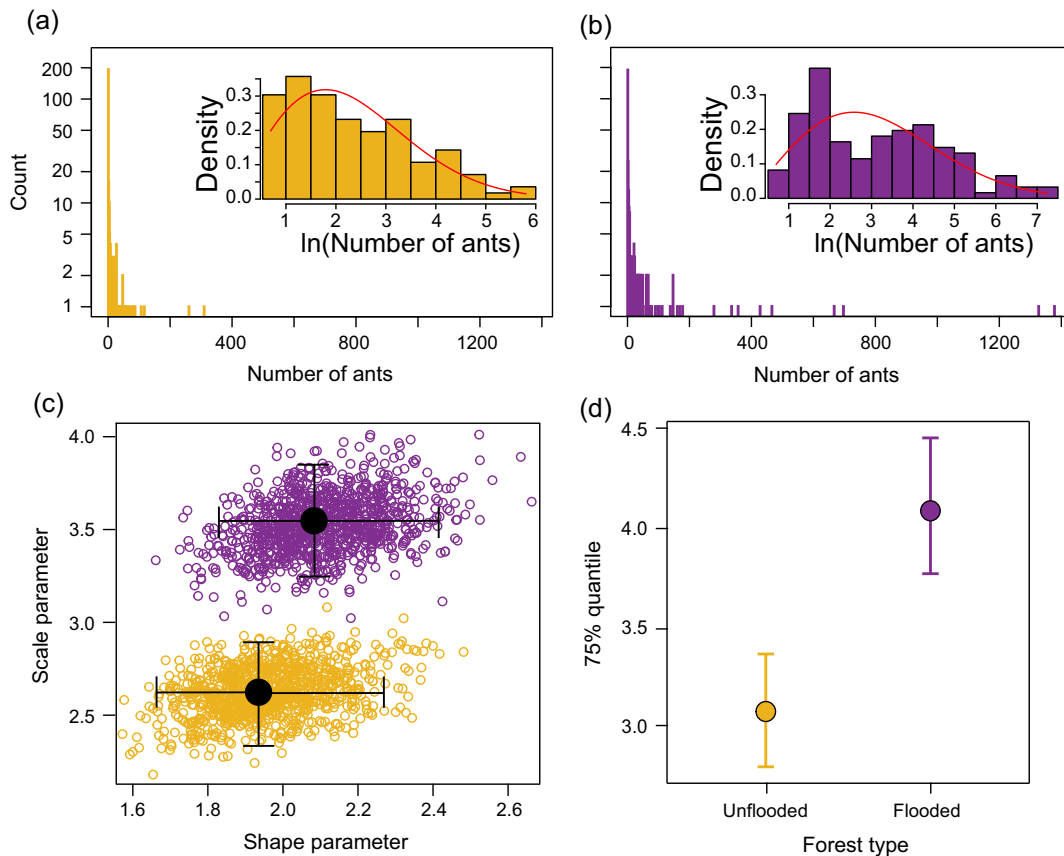 (a)
200
100
50
20
10
5
2
1
Count
0 400 800 1200
Number of ants
0.3
0.2
0.1
0.0
Density
1 2 3 4 5 6
ln(Number of ants)
(b)
0 400 800 1200
Number of ants
0.3
0.2
0.1
0.0
Density
1 2 3 4 5 6 7
ln(Number of ants)
(c)
4.0
3.5
3.0
2.5
Scale parameter
1.6 1.8 2.0 2.2 2.4 2.6
Shape parameter
(d)
4.5
4.0
3.5
3.0
75% quantile
Unflooded Flooded
Forest type